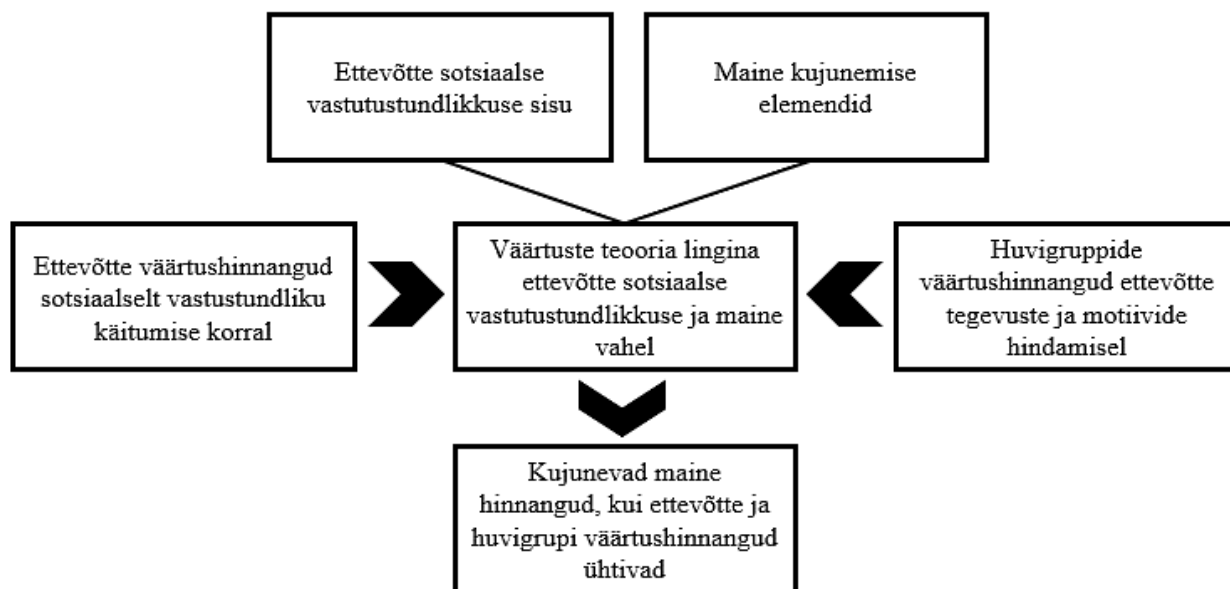 Ettevõtte sotsiaalse
vastutustundlikkuse sisu
Maine kujunemise
elemendid
Ettevõtte väärtushinnangud
sotsiaalselt vastustundliku
käitumise korral
Väärtuste teooria lingina
ettevõtte sotsiaalse
vastutustundlikkuse ja maine
vahel
Huvigruppide
väärtushinnangud ettevõtte
tegevuste ja motiivide
hindamisel
Kujunevad maine
hinnangud, kui ettevõtte ja
huvigrupi väärtushinnangud
ühtivad